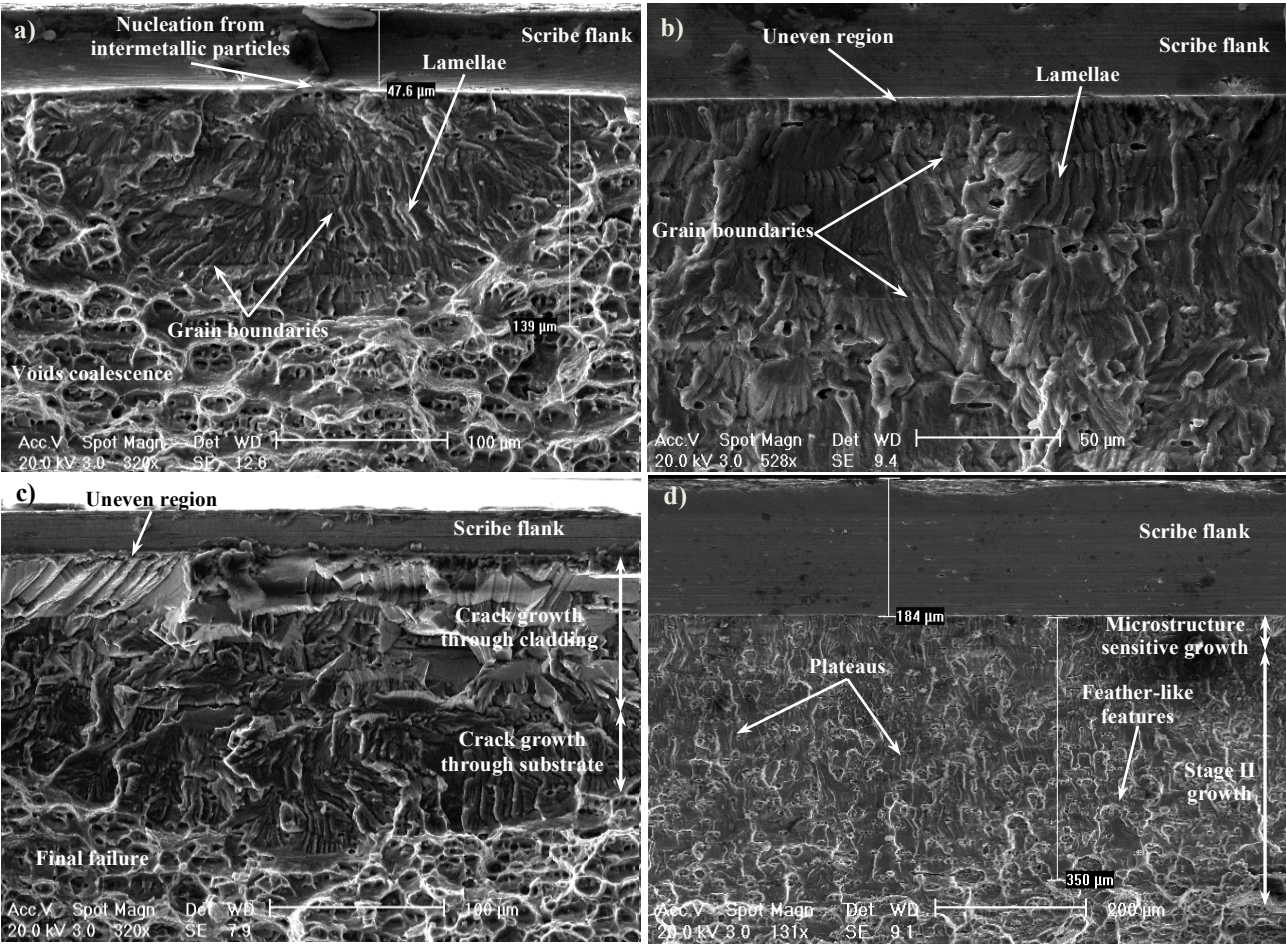 a)
Nucleation from
intermetallic particles
Scribe flank
Lamellae
47.6 µm
Grain boundaries
139 µm
Voids coalescence
Acc.V Spot Magn Det WD 100 µm
20.0 kV 3.0 320x SE 12.6
b)
Uneven region
Scribe flank
Lamellae
Grain boundaries
Acc.V Spot Magn Det WD 50 µm
20.0 kV 3.0 528x SE 9.4
c)
Uneven region
Scribe flank
Crack growth
through cladding
Crack growth
through substrate
Final failure
Acc.V Spot Magn Det WD 100 µm
20.0 kV 3.0 320x SE 7.9
d)
Scribe flank
184 µm
Microstructure
sensitive growth
Plateaus
Feather-like
features
Stage II
growth
350 µm
Acc.V Spot Magn Det WD 200 µm
20.0 kV 3.0 131x SE 9.1